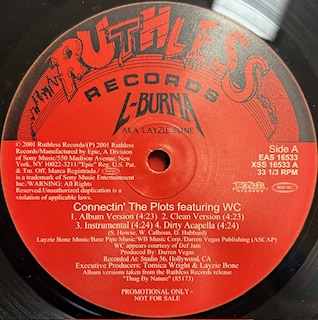 RUTHLESS
RECORDS
L-BURNA
AKA LAYZIE BONE
℗ 2001 Ruthless Records/(P) 2001 Ruthless
Records/Manufactured by Epic, A Division
of Sony Music/550 Madison Avenue, New
York, NY 10022-3211/"Epic" Reg. U.S. Pat.
& Tm. Off. Marca Registrada./
is a trademark of Sony Music Entertainment
Inc./WARNING: All Rights
Reserved.Unauthorized duplication is a
violation of applicable laws.
Side A
EAS 16533
XSS 16533 A
33 1/3 RPM
epic
Connectin' The Plots featuring WC
1. Album Version (4:23) 2. Clean Version (4:23)
3. Instrumental (4:24) 4. Dirty Acapella (4:24)
(S. Howse, W. Calhoun, D. Hubbard)
Layzie Bone Music/Base Pipe Music/WB Music Corp./Darren Vegas Publishing (ASCAP)
WC appears courtesy of Def Jam
Produced By: Darren Vegas
Recorded At: Studio 56, Hollywood, CA
Executive Producers: Tomica Wright & Layzie Bone
Album versions taken from the Ruthless Records release
"Thug By Nature" (85173)
PROMOTIONAL ONLY -
NOT FOR SALE